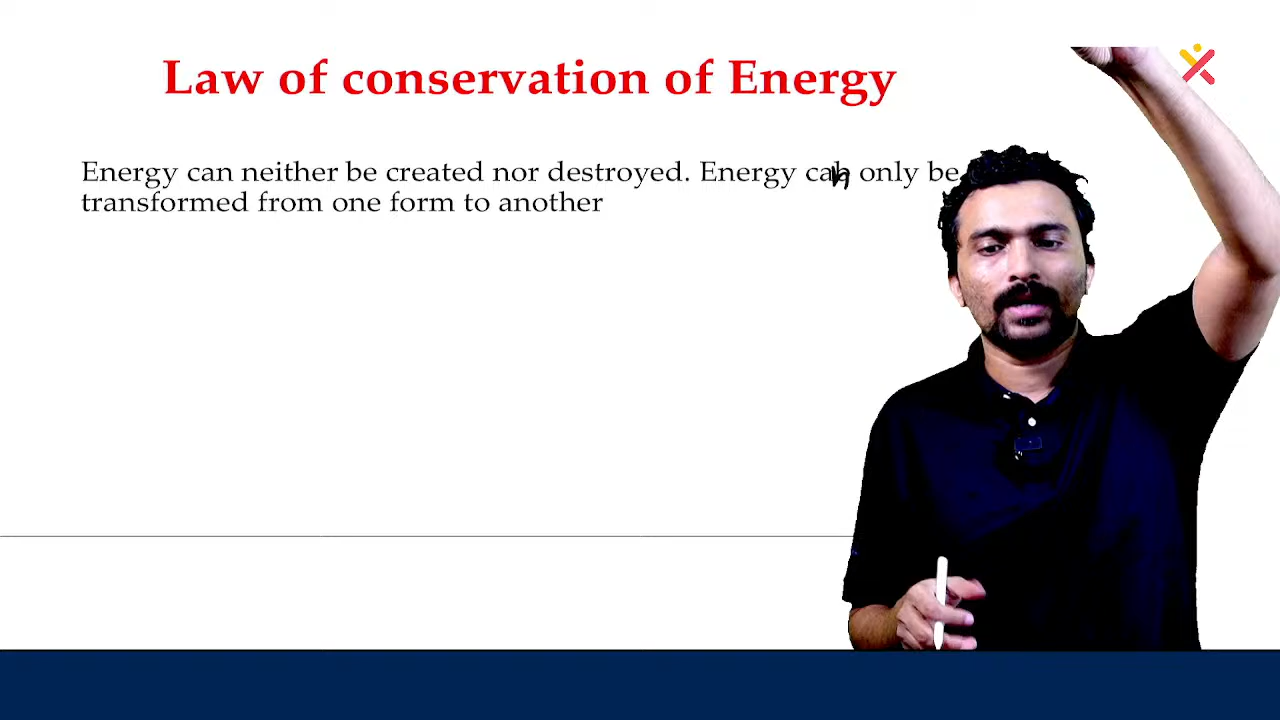 Law of conservation of Energy
Energy can neither be created nor destroyed. Energy can only be
transformed from one form to another